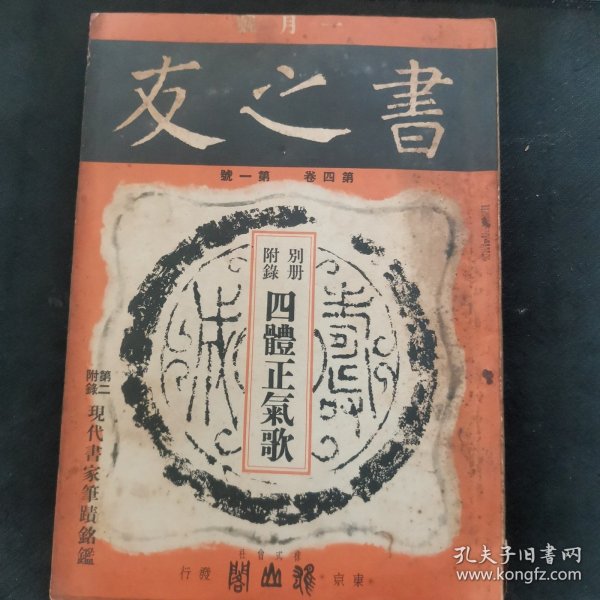 一月號
書之友
第四卷 第一號
別册
附錄
四體正氣歌
第二
附錄
現代書家筆蹟銘鑑
株式會社
東京 雄山閣 發行
孔夫子旧书网
www.kongfz.com